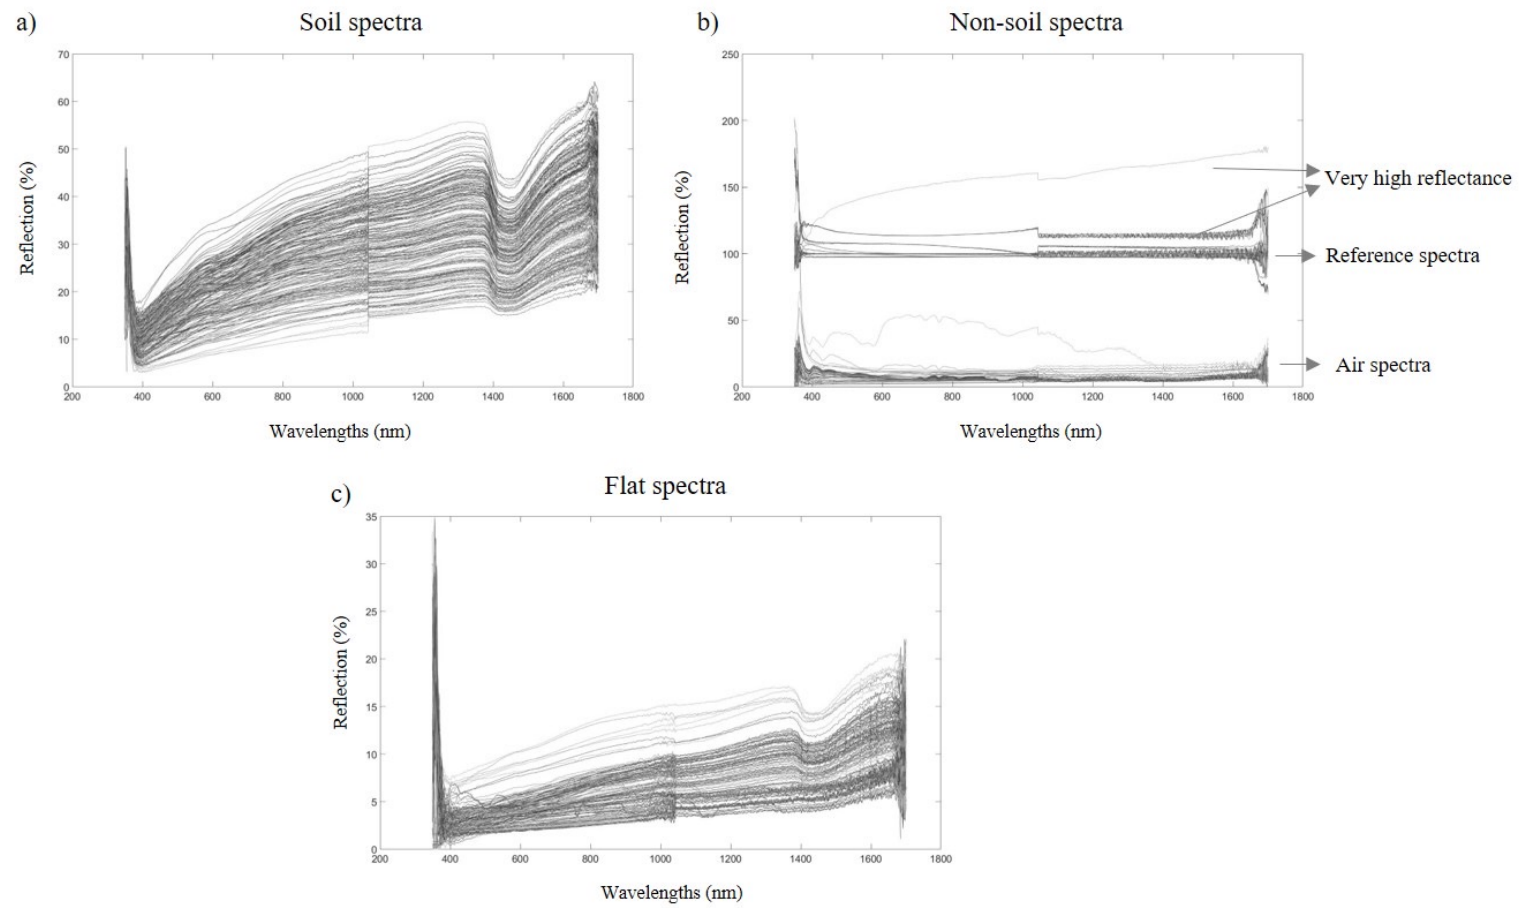 a) Soil spectra
70
60
50
40
30
20
10
0
Reflection (%)
200 400 600 800 1000 1200 1400 1600 1800
Wavelengths (nm)
b) Non-soil spectra
250
200
150
100
50
0
Reflection (%)
Very high reflectance
Reference spectra
Air spectra
200 400 600 800 1000 1200 1400 1600 1800
Wavelengths (nm)
c) Flat spectra
35
30
25
20
15
10
5
0
Reflection (%)
200 400 600 800 1000 1200 1400 1600 1800
Wavelengths (nm)